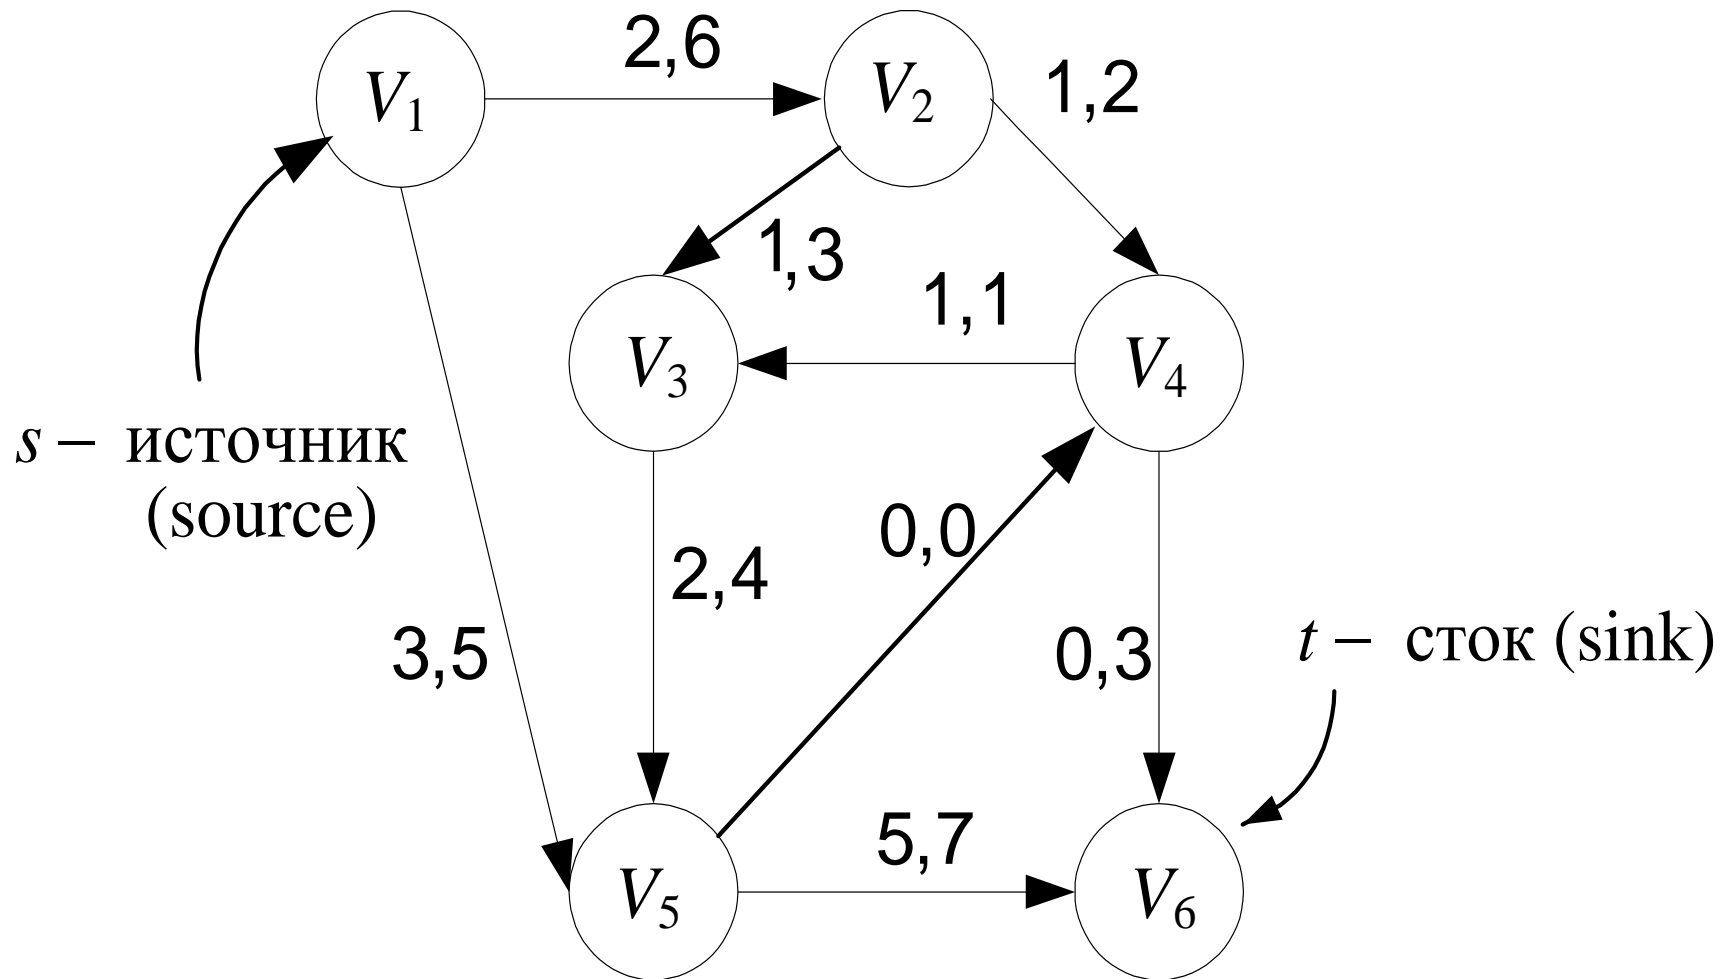 2,6
V1
V2
1,2
1,3
1,1
V3
V4
s – источник
(source)
0,0
2,4
3,5
0,3
t – сток (sink)
5,7
V5
V6